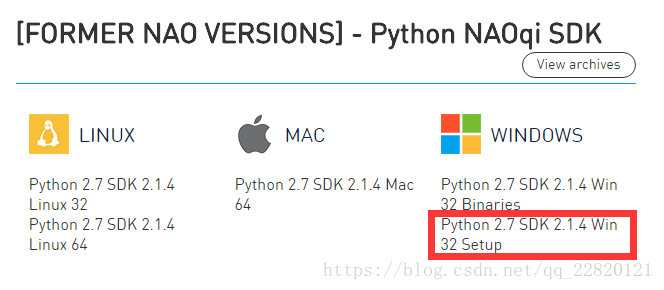 [FORMER NAO VERSIONS] - Python NAOqi SDK
View archives
LINUX
Python 2.7 SDK 2.1.4
Linux 32
Python 2.7 SDK 2.1.4
Linux 64
MAC
Python 2.7 SDK 2.1.4 Mac
64
WINDOWS
Python 2.7 SDK 2.1.4 Win
32 Binaries
Python 2.7 SDK 2.1.4 Win
32 Setup
https://blog.csdn.net/qq_22820121